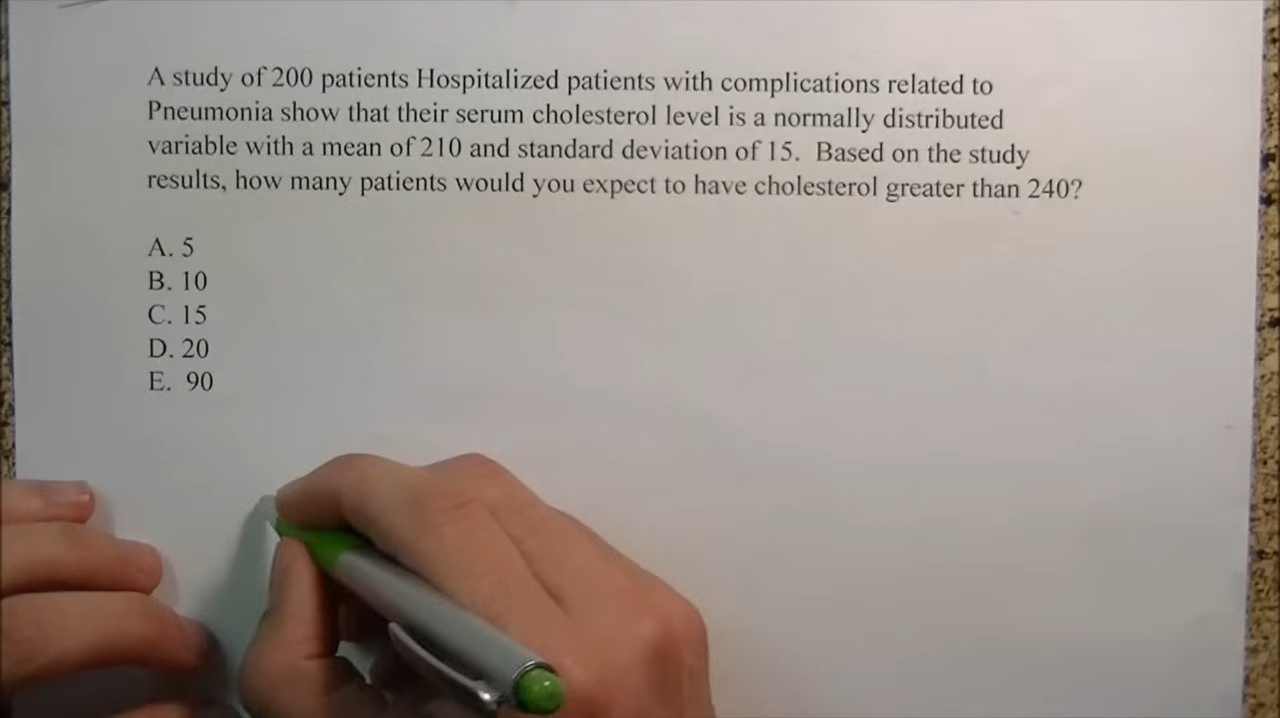 A study of 200 patients Hospitalized patients with complications related to
Pneumonia show that their serum cholesterol level is a normally distributed
variable with a mean of 210 and standard deviation of 15.  Based on the study
results, how many patients would you expect to have cholesterol greater than 240?
A. 5
B. 10
C. 15
D. 20
E.  90